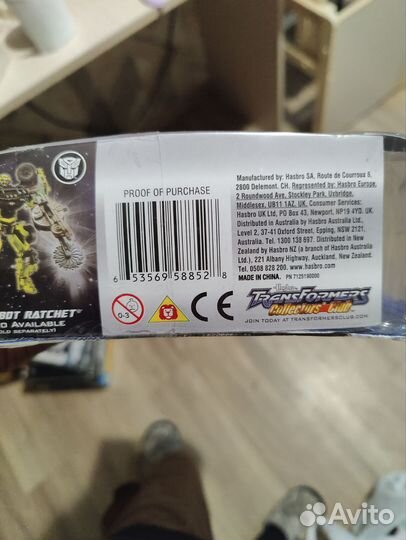 BOT RATCHET
O AVAILABLE
OLD SEPARATELY)
PROOF OF PURCHASE
6 53569 58852 8
0-3
CE
Manufactured by: Hasbro SA, Route de Courroux 6,
2800 Delemont. CH. Represented by: Hasbro Europe,
2 Roundwood Ave, Stockley Park, Uxbridge,
Middlesex, UB11 1AZ. UK. Consumer Services:
Hasbro UK Ltd, PO Box 43, Newport, NP19 4YD. UK.
Distributed in Australia by Hasbro Australia Ltd.,
Level 2, 37-41 Oxford Street, Epping, NSW 2121,
Australia. Tel. 1300 138 697. Distributed in New Zealand
by Hasbro NZ (a branch of Hasbro Australia
Ltd.), 221 Albany Highway, Auckland, New Zealand.
Tel. 0508 828 200. www.hasbro.com
MADE IN CHINA. PN 7125190000
TRANSFORMERS
Collectors' Club
JOIN TODAY AT TRANSFORMERSCLUB.COM
Avito